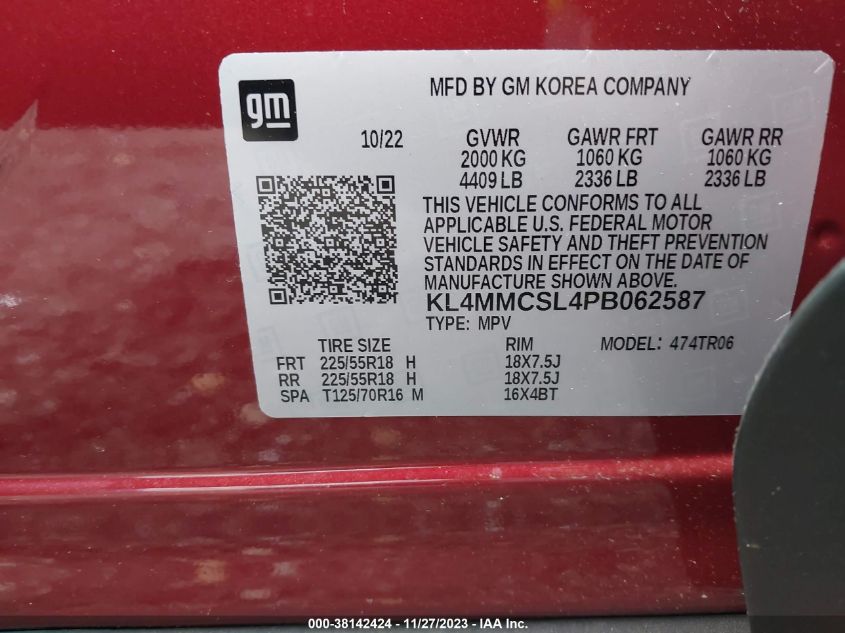 gm
MFD BY GM KOREA COMPANY
10/22 GVWR GAWR FRT GAWR RR
2000 KG 1060 KG 1060 KG
4409 LB 2336 LB 2336 LB
THIS VEHICLE CONFORMS TO ALL
APPLICABLE U.S. FEDERAL MOTOR
VEHICLE SAFETY AND THEFT PREVENTION
STANDARDS IN EFFECT ON THE DATE OF
MANUFACTURE SHOWN ABOVE.
KL4MMCSL4PB062587
TYPE: MPV
TIRE SIZE RIM MODEL: 474TR06
FRT 225/55R18 H 18X7.5J
RR 225/55R18 H 18X7.5J
SPA T125/70R16 M 16X4BT
000-38142424 - 11/27/2023 - IAA Inc.